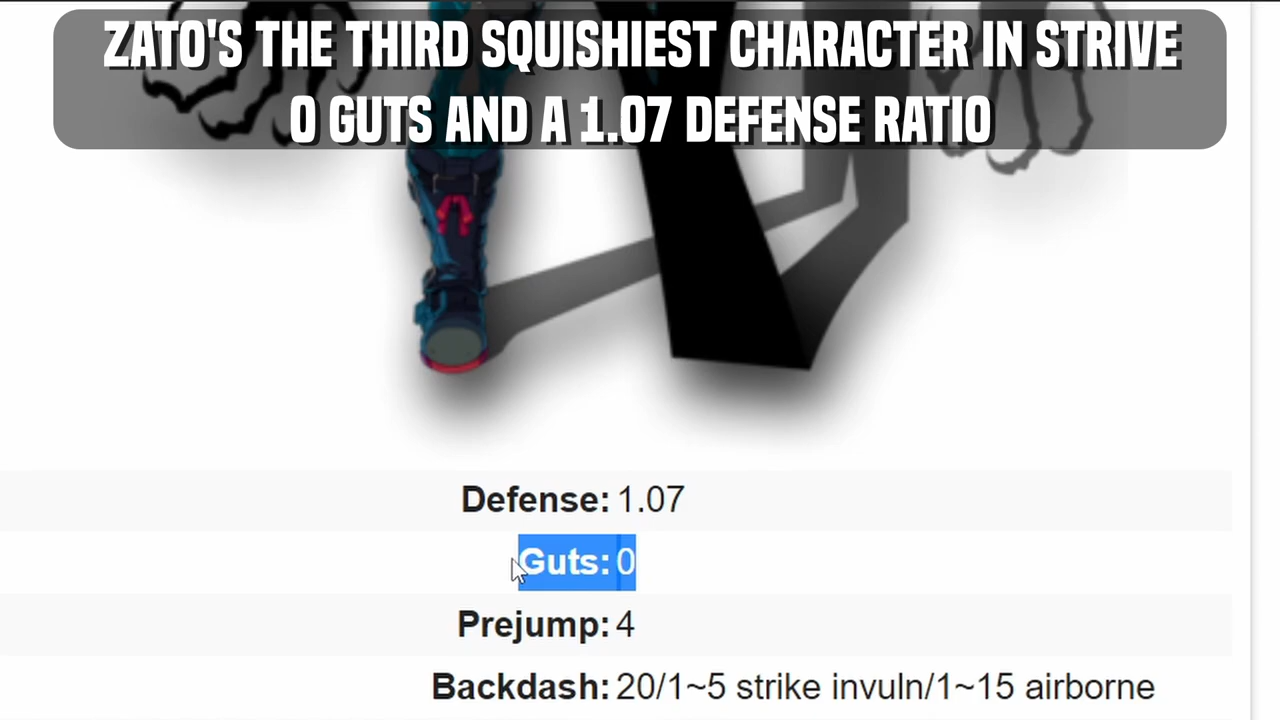 ZATO'S THE THIRD SQUISHIEST CHARACTER IN STRIVE
0 GUTS AND A 1.07 DEFENSE RATIO
Defense: 1.07
Guts: 0
Prejump: 4
Backdash: 20/1~5 strike invuln/1~15 airborne